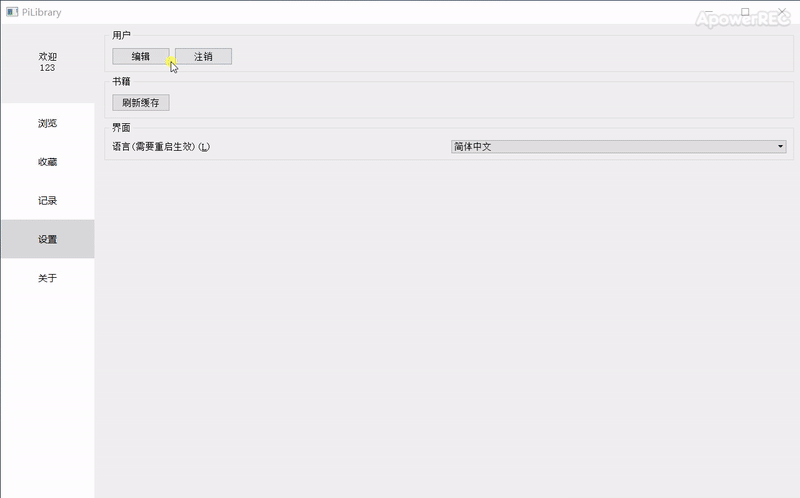 PiLibrary
ApowerREC
欢迎
123
浏览
收藏
记录
设置
关于
用户
编辑
注销
书籍
刷新缓存
界面
语言(需要重启生效)(L)
简体中文